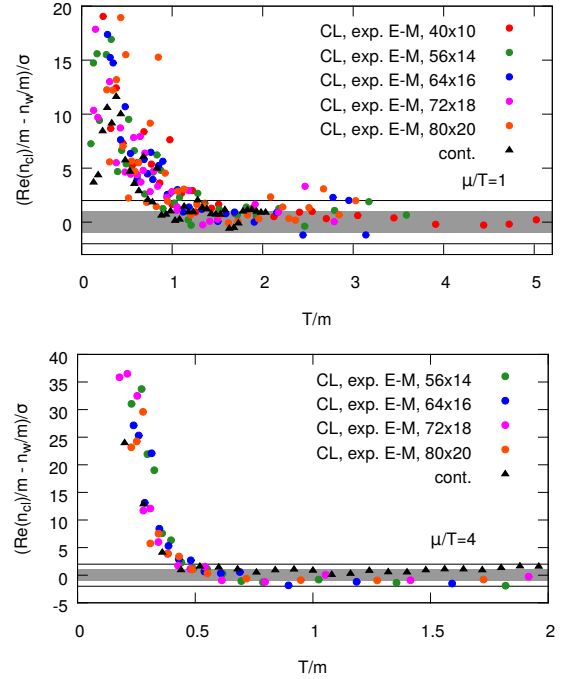 (Re(n_cl)/m - n_w/m)/σ
20
15
10
5
0
CL, exp. E-M, 40x10
CL, exp. E-M, 56x14
CL, exp. E-M, 64x16
CL, exp. E-M, 72x18
CL, exp. E-M, 80x20
cont.
μ/T=1
0 1 2 3 4 5
T/m
(Re(n_cl)/m - n_w/m)/σ
40
35
30
25
20
15
10
5
0
-5
CL, exp. E-M, 56x14
CL, exp. E-M, 64x16
CL, exp. E-M, 72x18
CL, exp. E-M, 80x20
cont.
μ/T=4
0 0.5 1 1.5 2
T/m